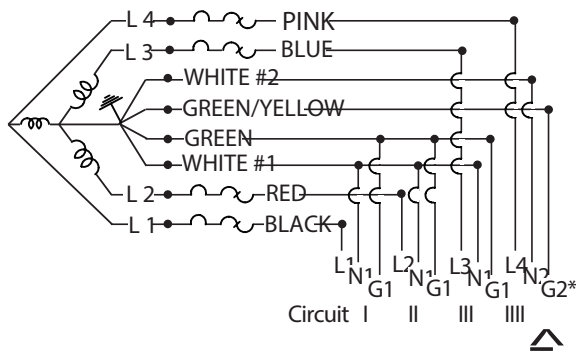 L 4 PINK
L 3 BLUE
WHITE #2
GREEN/YELLOW
GREEN
WHITE #1
L 2 RED
L 1 BLACK
L1 N1 G1 L2 N1 G1 L3 N1 G1 L4 N2 G2*
Circuit I II III IIII